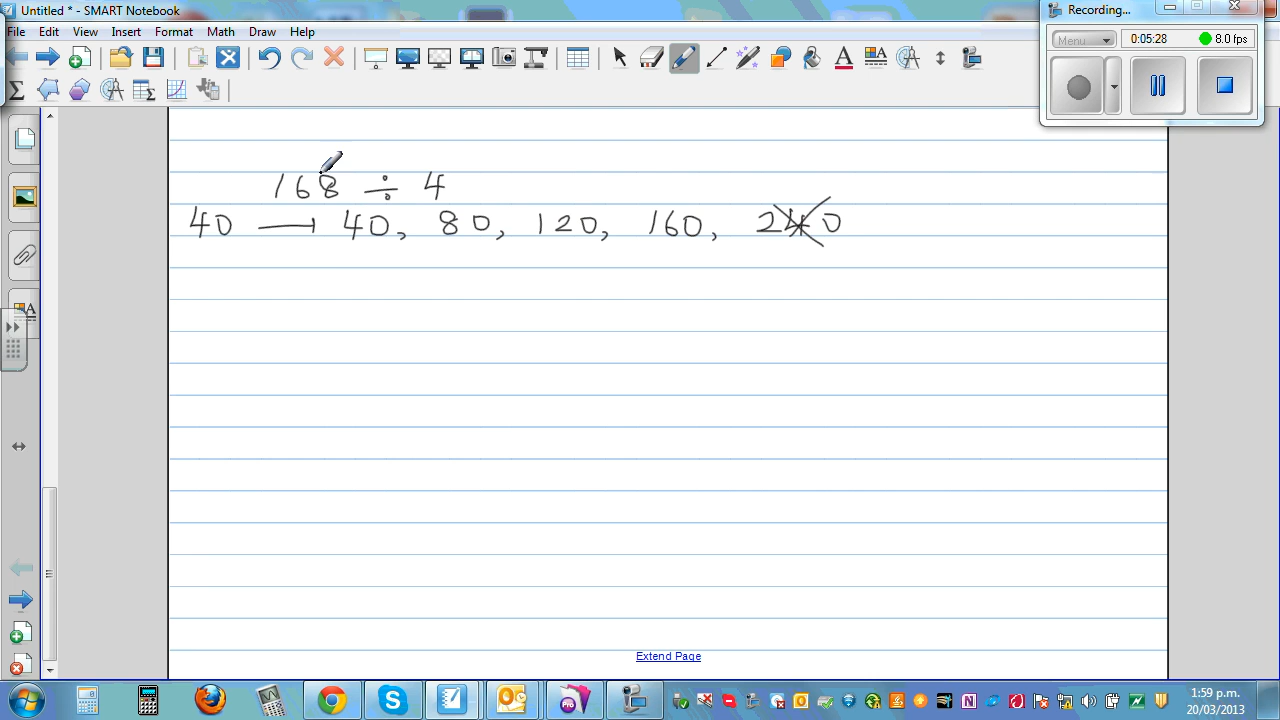 Untitled * - SMART Notebook
File Edit View Insert Format Math Draw Help
Recording...
Menu 0:05:28 8.0 fps
168 ÷ 4
40 → 40, 80, 120, 160, 240
Extend Page
1:59 p.m.
20/03/2013